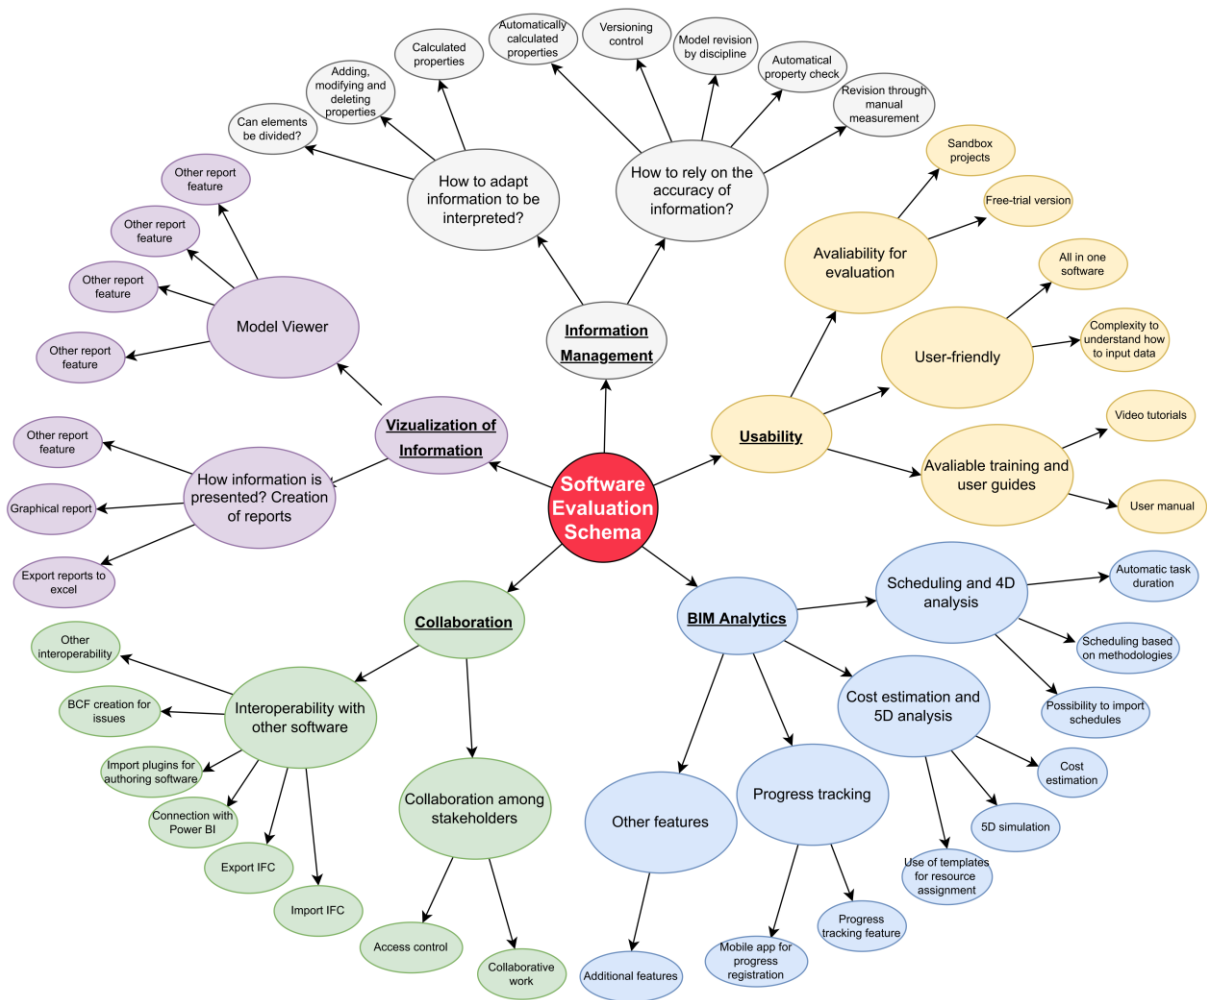 Automatically
calculated
properties
Versioning
control
Model revision
by discipline
Calculated
properties
Automatical
property check
Adding,
modifying and
deleting
properties
Revision through
manual
measurement
Can elements
be divided?
How to adapt
information to be
interpreted?
How to rely on the
accuracy of
information?
Information
Management
Sandbox
projects
Free-trial version
Avaliability for
evaluation
All in one
software
User-friendly
Complexity to
understand how
to input data
Usability
Video tutorials
Avaliable training and
user guides
User manual
Other report
feature
Other report
feature
Other report
feature
Other report
feature
Model Viewer
Vizualization of
Information
Other report
feature
How information is
presented? Creation
of reports
Graphical report
Export reports to
excel
Software
Evaluation
Schema
Collaboration
Other
interoperability
BCF creation for
issues
Interoperability with
other software
Import plugins for
authoring software
Connection with
Power BI
Export IFC
Import IFC
Collaboration among
stakeholders
Access control
Collaborative
work
BIM Analytics
Scheduling and 4D
analysis
Automatic task
duration
Scheduling based
on methodologies
Possibility to import
schedules
Cost estimation and
5D analysis
Cost
estimation
5D simulation
Use of templates
for resource
assignment
Progress tracking
Progress
tracking feature
Mobile app for
progress
registration
Other features
Additional features